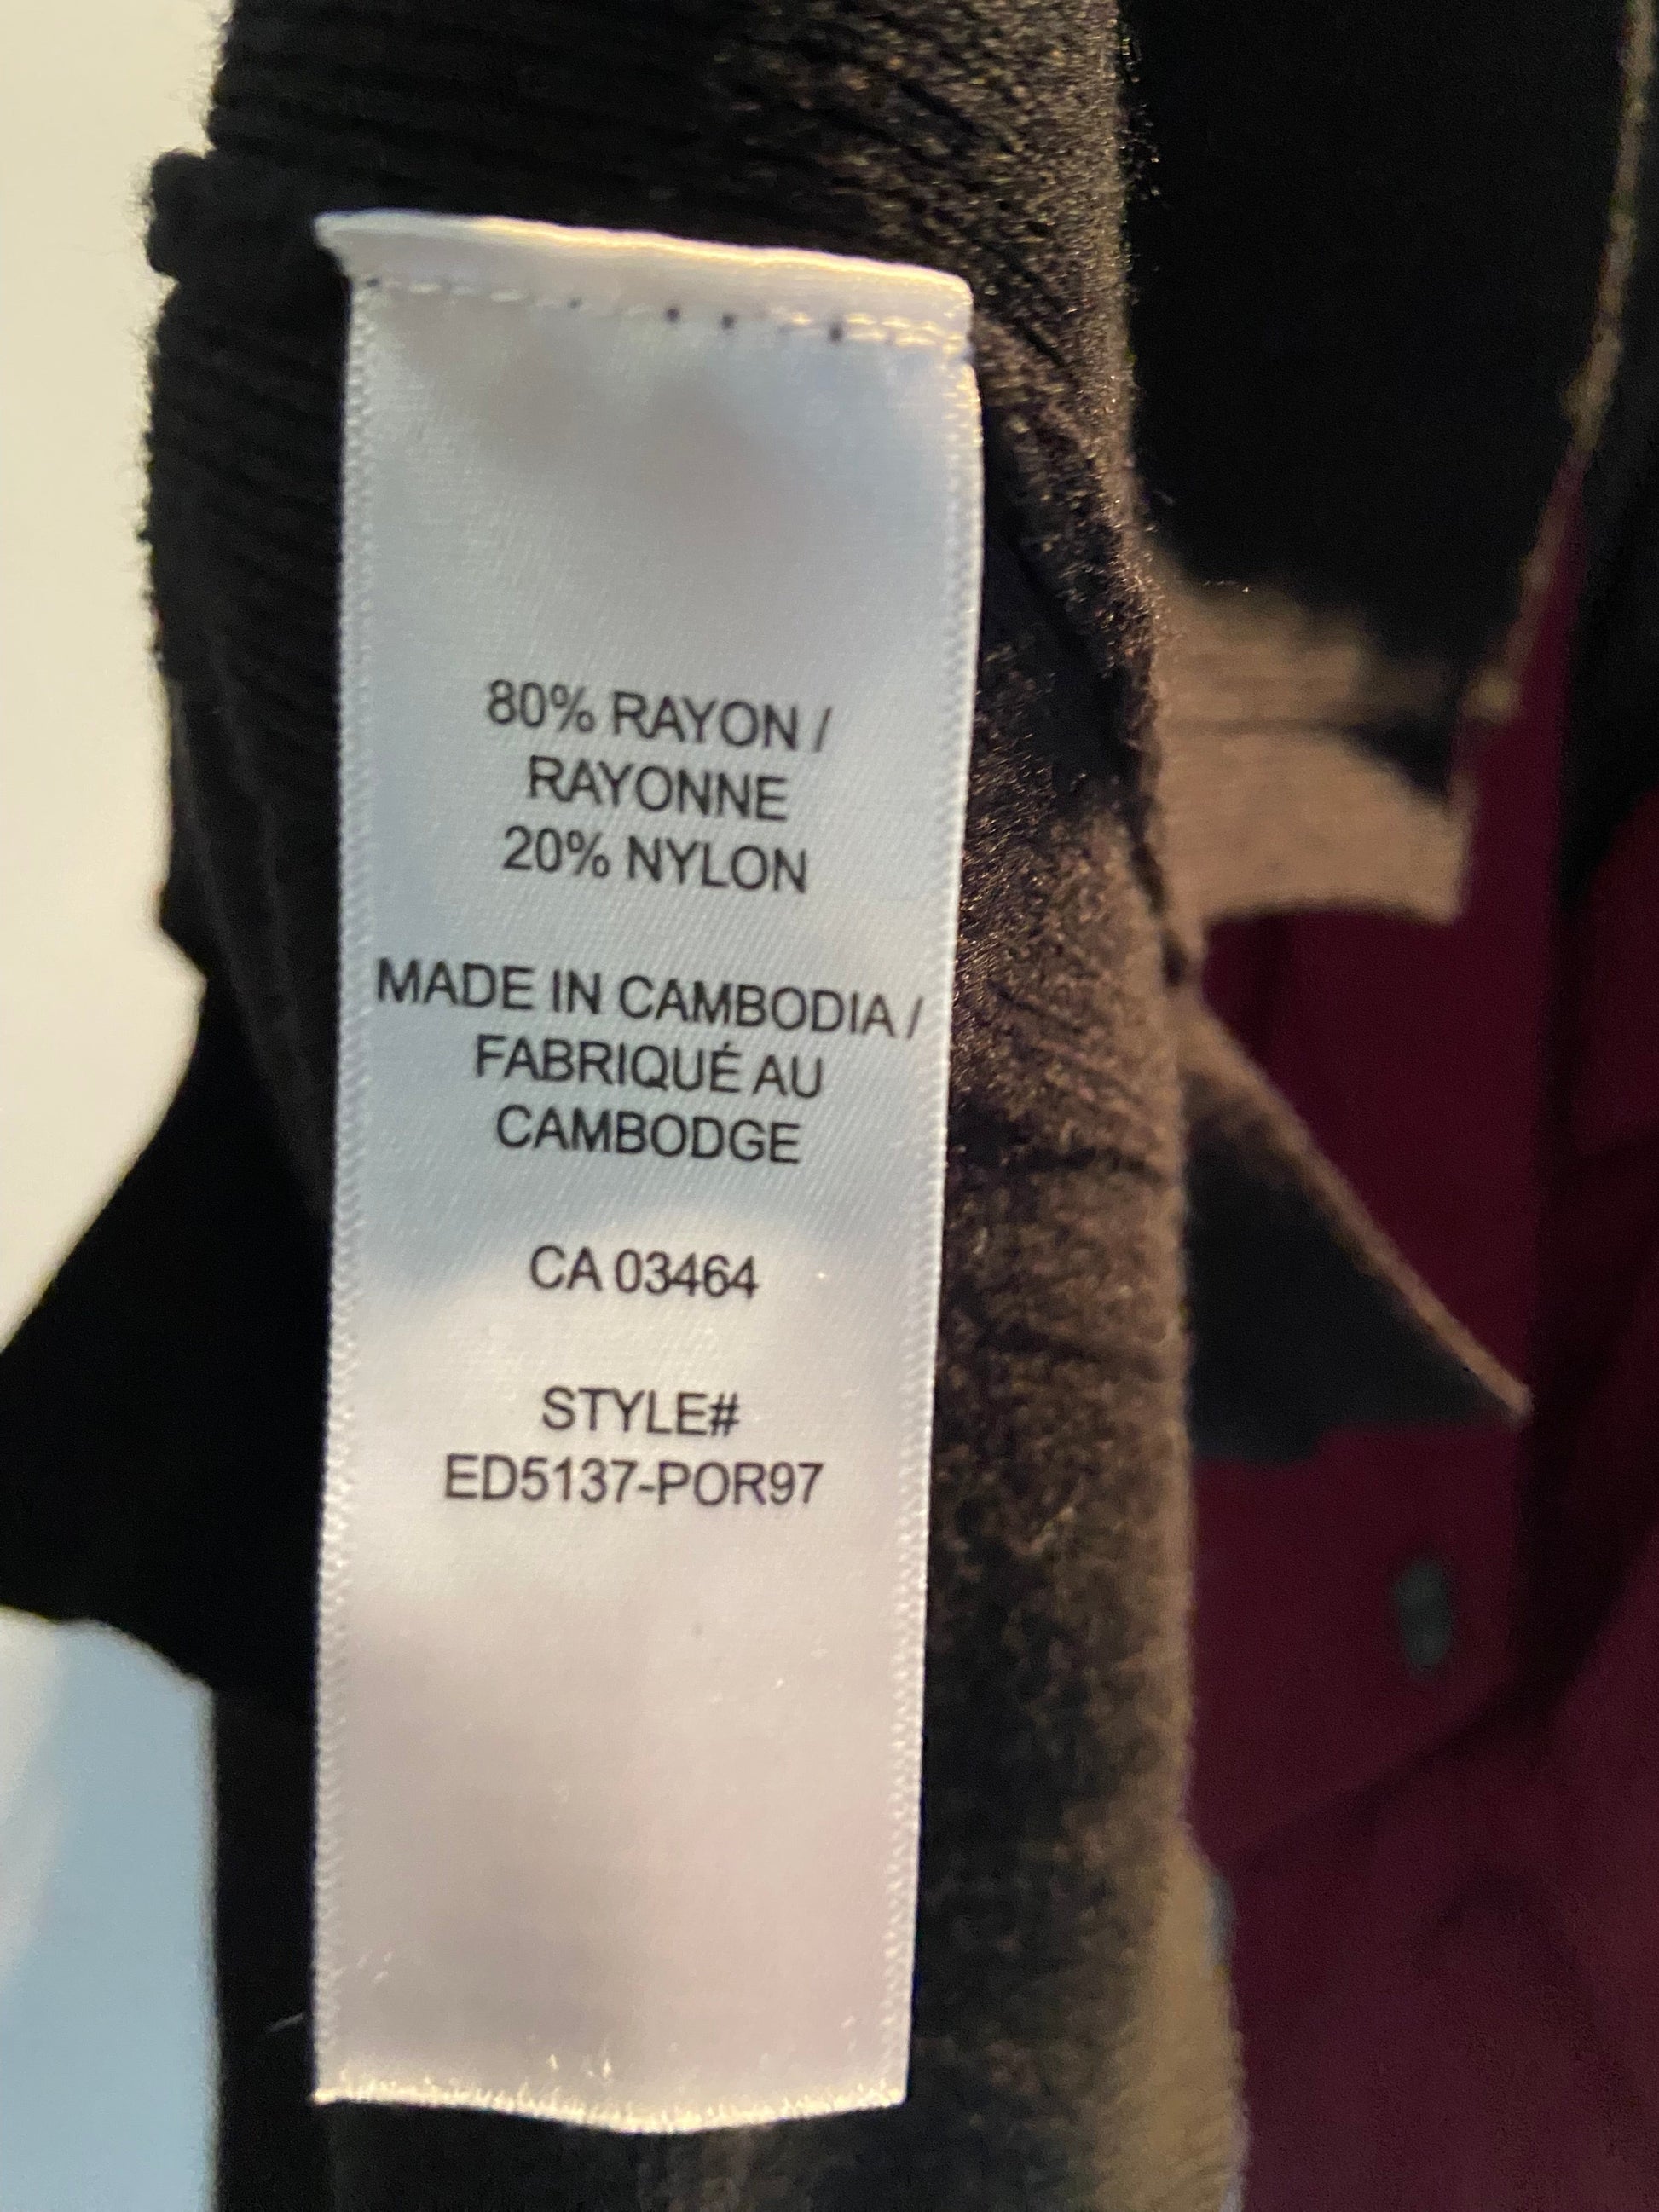 80% RAYON /
RAYONNE
20% NYLON
MADE IN CAMBODIA /
FABRIQUÉ AU
CAMBODGE
CA 03464
STYLE#
ED5137-POR97